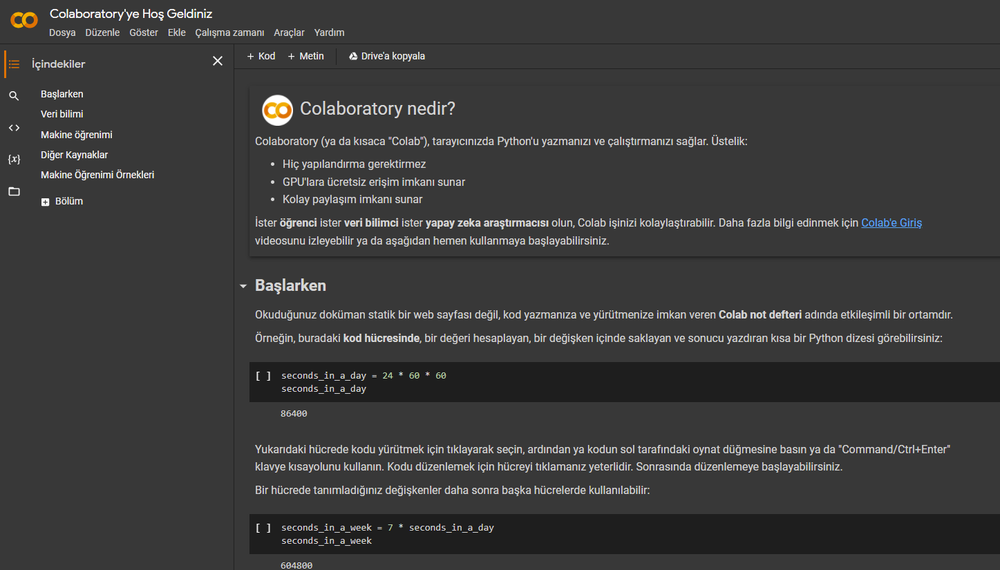 Colaboratory'ye Hoş Geldiniz
Dosya Düzenle Göster Ekle Çalışma zamanı Araçlar Yardım
İçindekiler
Başlarken
Veri bilimi
Makine öğrenimi
Diğer Kaynaklar
Makine Öğrenimi Örnekleri
Bölüm
+ Kod + Metin Drive'a kopyala
Colaboratory nedir?
Colaboratory (ya da kısaca "Colab"), tarayıcınızda Python'u yazmanızı ve çalıştırmanızı sağlar. Üstelik:
• Hiç yapılandırma gerektirmez
• GPU'lara ücretsiz erişim imkanı sunar
• Kolay paylaşım imkanı sunar
İster öğrenci ister veri bilimci ister yapay zeka araştırmacısı olun, Colab işinizi kolaylaştırabilir. Daha fazla bilgi edinmek için Colab'e Giriş
videosunu izleyebilir ya da aşağıdan hemen kullanmaya başlayabilirsiniz.
Başlarken
Okuduğunuz doküman statik bir web sayfası değil, kod yazmanıza ve yürütmenize imkan veren Colab not defteri adında etkileşimli bir ortamdır.
Örneğin, buradaki kod hücresinde, bir değeri hesaplayan, bir değişken içinde saklayan ve sonucu yazdıran kısa bir Python dizesi görebilirsiniz:
[ ] seconds_in_a_day = 24 * 60 * 60
seconds_in_a_day
86400
Yukarıdaki hücrede kodu yürütmek için tıklayarak seçin, ardından ya kodun sol tarafındaki oynat düğmesine basın ya da "Command/Ctrl+Enter"
klavye kısayolunu kullanın. Kodu düzenlemek için hücreyi tıklamanız yeterlidir. Sonrasında düzenlemeye başlayabilirsiniz.
Bir hücrede tanımladığınız değişkenler daha sonra başka hücrelerde kullanılabilir:
[ ] seconds_in_a_week = 7 * seconds_in_a_day
seconds_in_a_week
604800